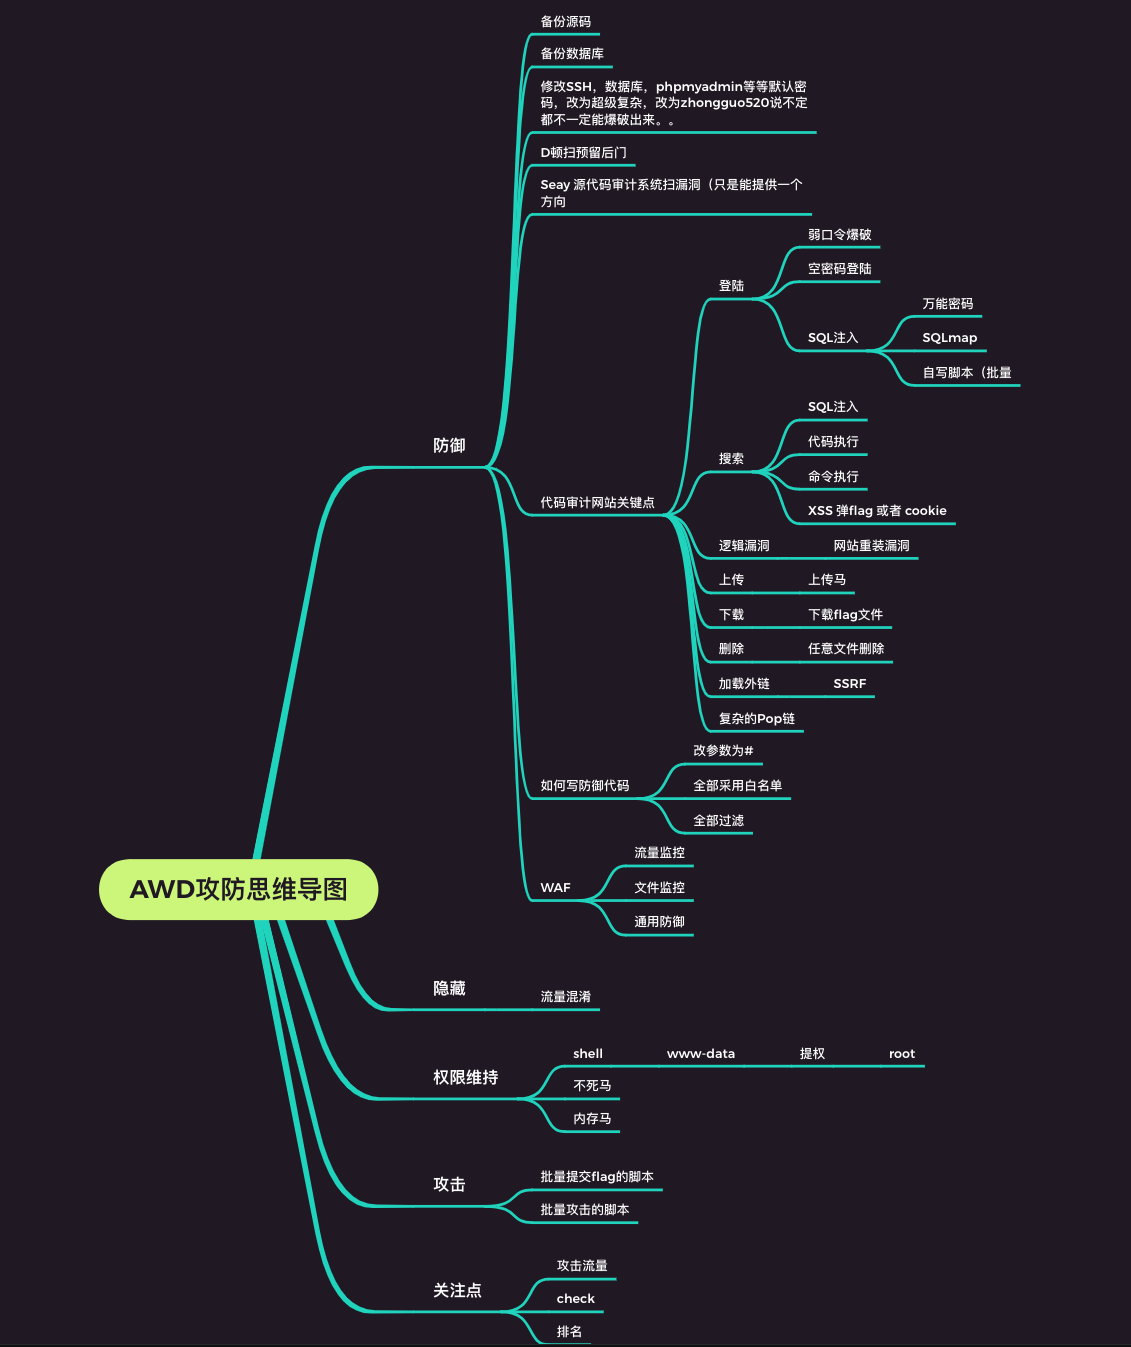 备份源码
备份数据库
修改SSH，数据库，phpmyadmin等等默认密
码，改为超级复杂，改为zhongguo520说不定
都不一定能爆破出来。。
D顿扫预留后门
Seay 源代码审计系统扫漏洞（只是能提供一个
方向
弱口令爆破
空密码登陆
登陆
万能密码
SQL注入
SQLmap
自写脚本（批量
防御
SQL注入
代码执行
搜索
命令执行
XSS 弹flag 或者 cookie
代码审计网站关键点
逻辑漏洞
网站重装漏洞
上传
上传马
下载
下载flag文件
删除
任意文件删除
加载外链
SSRF
复杂的Pop链
改参数为#
如何写防御代码
全部采用白名单
全部过滤
流量监控
WAF
文件监控
通用防御
AWD攻防思维导图
隐藏
流量混淆
权限维持
shell
www-data
提权
root
不死马
内存马
攻击
批量提交flag的脚本
批量攻击的脚本
关注点
攻击流量
check
排名